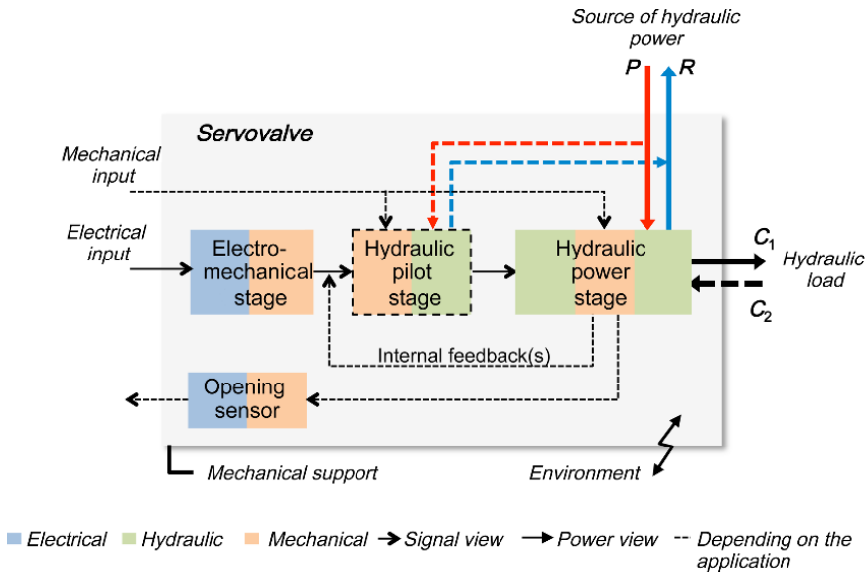 Source of hydraulic
power
P
R
Servovalve
Mechanical
input
Electrical
input
Electro-
mechanical
stage
Hydraulic
pilot
stage
Hydraulic
power
stage
C1
Hydraulic
load
C2
Internal feedback(s)
Opening
sensor
Mechanical support
Environment
Electrical
Hydraulic
Mechanical
Signal view
Power view
Depending on the
application